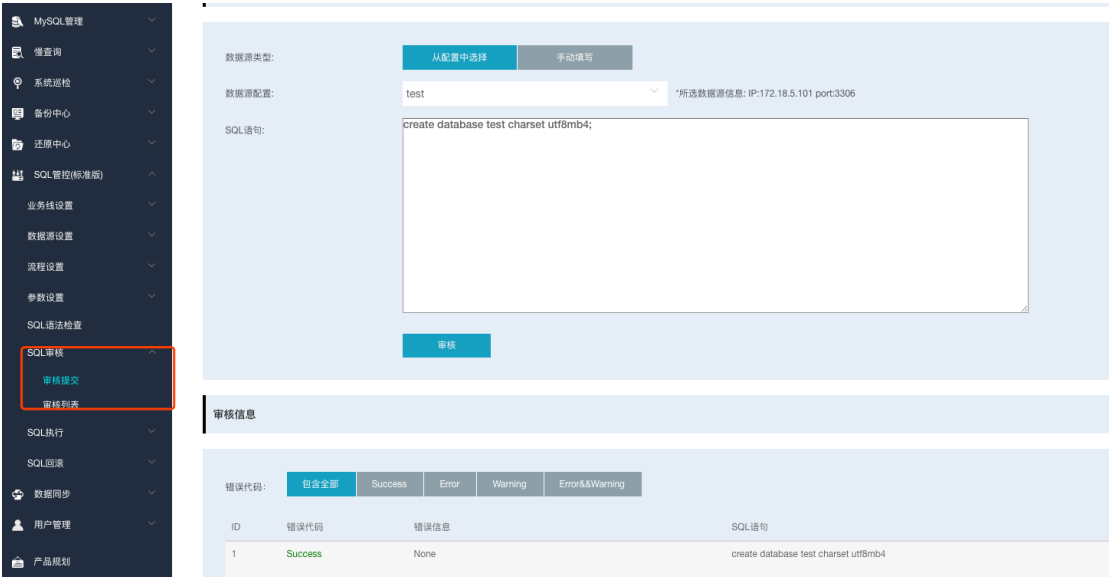 MySQL管理
慢查询
系统巡检
备份中心
还原中心
SQL管控(标准版)
业务线设置
数据源设置
流程设置
参数设置
SQL语法检查
SQL审核
审核提交
审核列表
SQL执行
SQL回滚
数据同步
用户管理
产品规划
数据源类型:
从配置中选择 手动填写
数据源配置:
test
*所选数据源信息: IP:172.18.5.101 port:3306
SQL语句:
create database test charset utf8mb4;
审核
审核信息
错误代码:
包含全部 Success Error Warning Error&&Warning
ID 错误代码 错误信息 SQL语句
1 Success None create database test charset utf8mb4